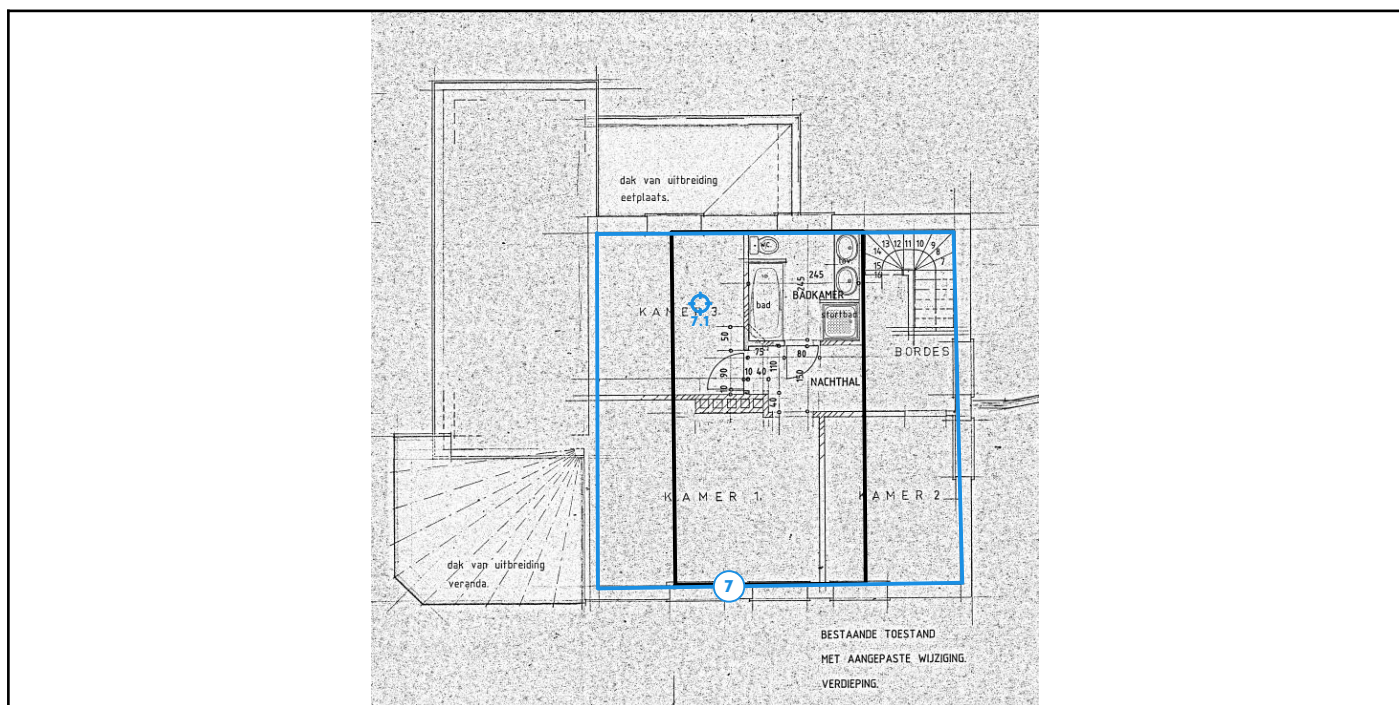 dak van uitbreiding
eetplaats.
W.C.
LAV.
13 12 11 10 9
14 8
15 7
16
245
245
BADKAMER
bad
stortbad
KAMER 3
7.1
50
75
80
BORDES
90
10 40
110
150
NACHTHAL
10
40
KAMER 1
KAMER 2
dak van uitbreiding
veranda.
7
BESTAANDE TOESTAND
MET AANGEPASTE WIJZIGING.
VERDIEPING.